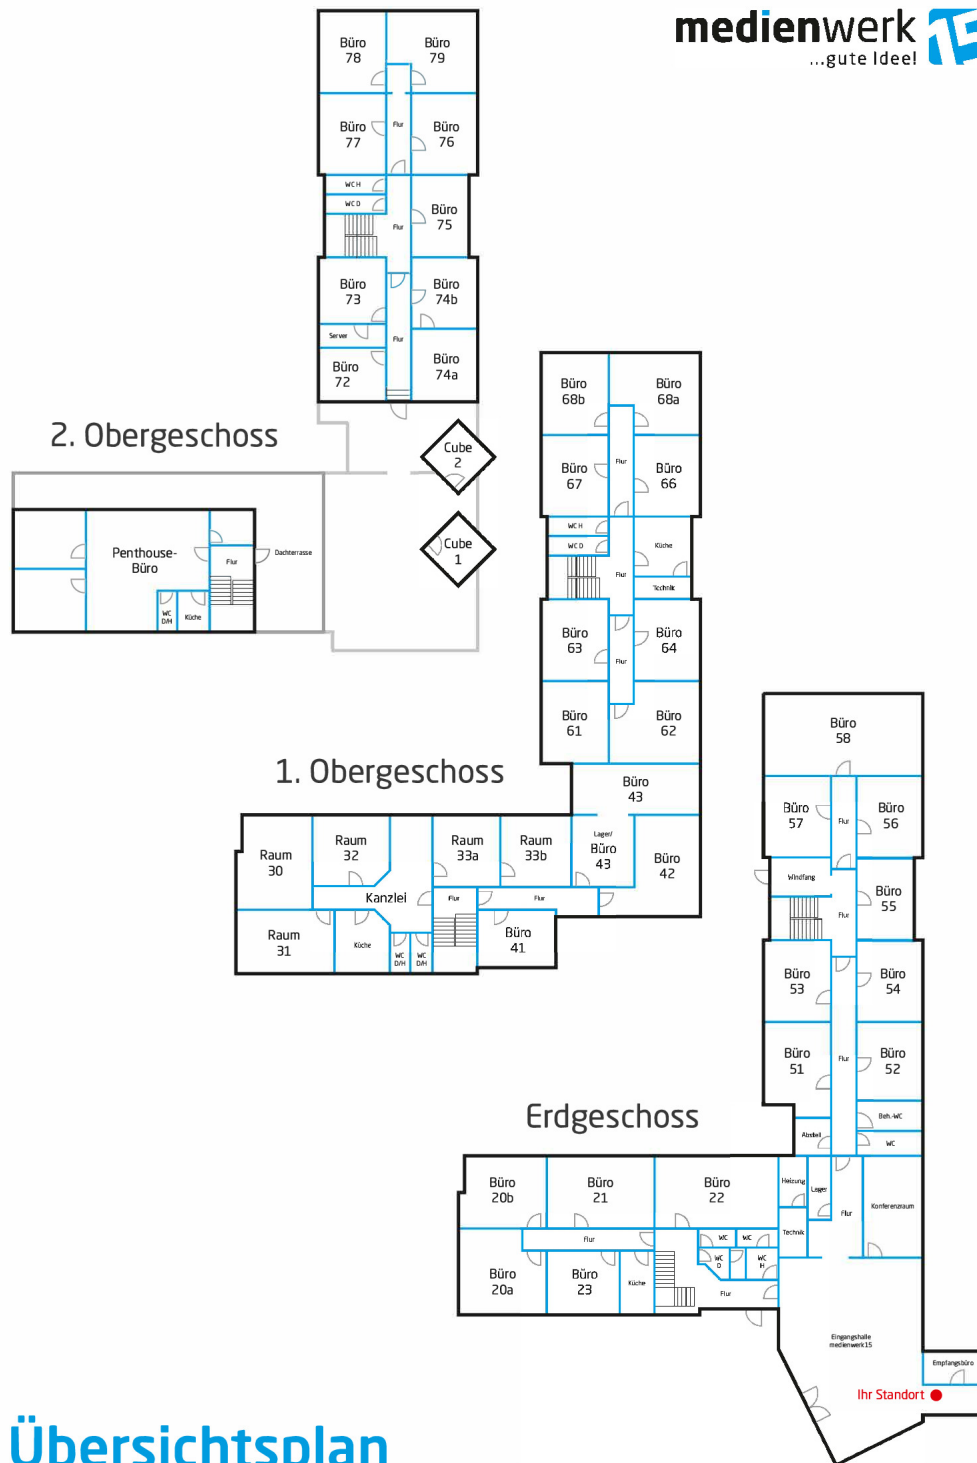 medienwerk 15
...gute Idee!
Büro
78
Büro
79
Büro
77
Flur
Büro
76
WC H
WC D
Flur
Büro
75
Büro
73
Büro
74b
Server
Flur
Büro
72
Büro
74a
2. Obergeschoss
Cube
2
Cube
1
Penthouse-
Büro
Flur
Dachterrasse
WC
D/H
Küche
Büro
68b
Büro
68a
Büro
67
Flur
Büro
66
WC H
WC D
Küche
Flur
Technik
Büro
63
Büro
64
Flur
Büro
61
Büro
62
1. Obergeschoss
Büro
43
Raum
30
Raum
32
Raum
33a
Raum
33b
Lager/
Büro
43
Büro
42
Kanzlei
Flur
Flur
Raum
31
Küche
WC
D/H
WC
D/H
Büro
41
Büro
58
Büro
57
Flur
Büro
56
Windfang
Büro
55
Flur
Büro
53
Büro
54
Büro
51
Flur
Büro
52
Beh.-WC
Abstell
WC
Erdgeschoss
Büro
20b
Büro
21
Büro
22
Heizung
Lager
Flur
Konferenzraum
Flur
WC
WC
Technik
Büro
20a
Büro
23
Küche
WC
D
WC
H
Flur
Eingangshalle
medienwerk15
Empfangsbüro
Ihr Standort
Übersichtsplan